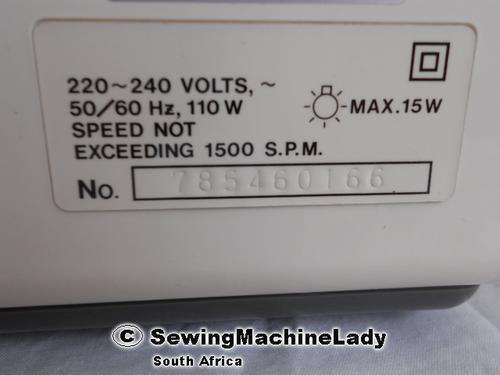 220~240 VOLTS, ~
50/60 Hz, 110 W
SPEED NOT
EXCEEDING 1500 S.P.M.
MAX.15W
No. 785460166
© SewingMachineLady
South Africa